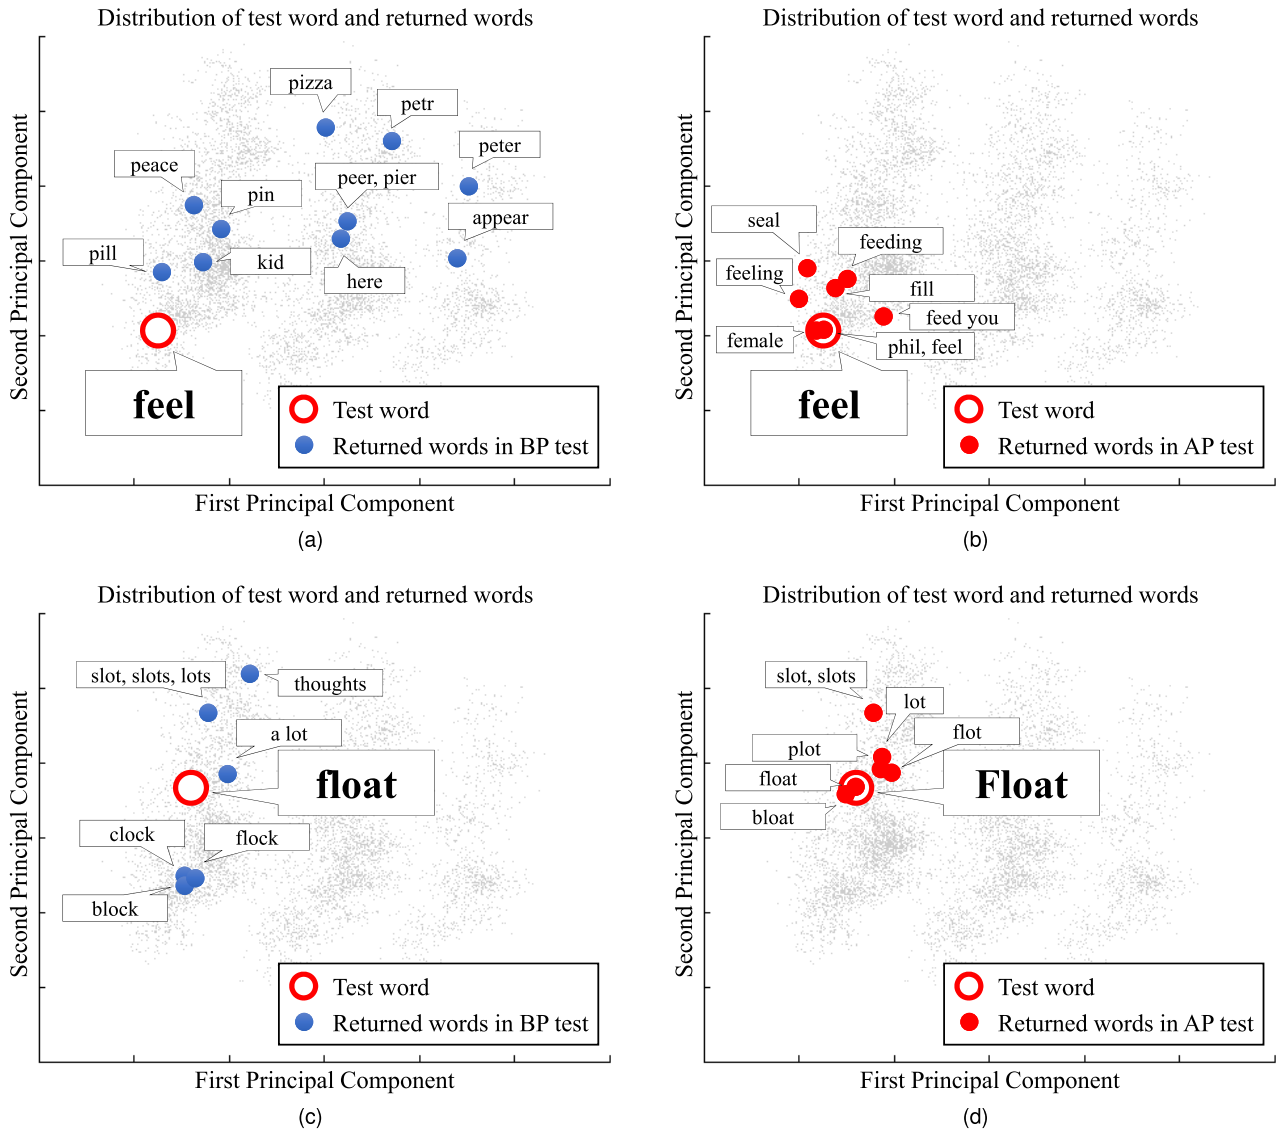 Distribution of test word and returned words
pizza
petr
peter
peace
peer, pier
pin
appear
pill
kid
here
feel
Test word
Returned words in BP test
Second Principal Component
First Principal Component
(a)
Distribution of test word and returned words
seal
feeding
feeling
fill
feed you
female
phil, feel
feel
Test word
Returned words in AP test
Second Principal Component
First Principal Component
(b)
Distribution of test word and returned words
slot, slots, lots
thoughts
a lot
float
clock
flock
block
Test word
Returned words in BP test
Second Principal Component
First Principal Component
(c)
Distribution of test word and returned words
slot, slots
lot
flot
plot
float
Float
bloat
Test word
Returned words in AP test
Second Principal Component
First Principal Component
(d)